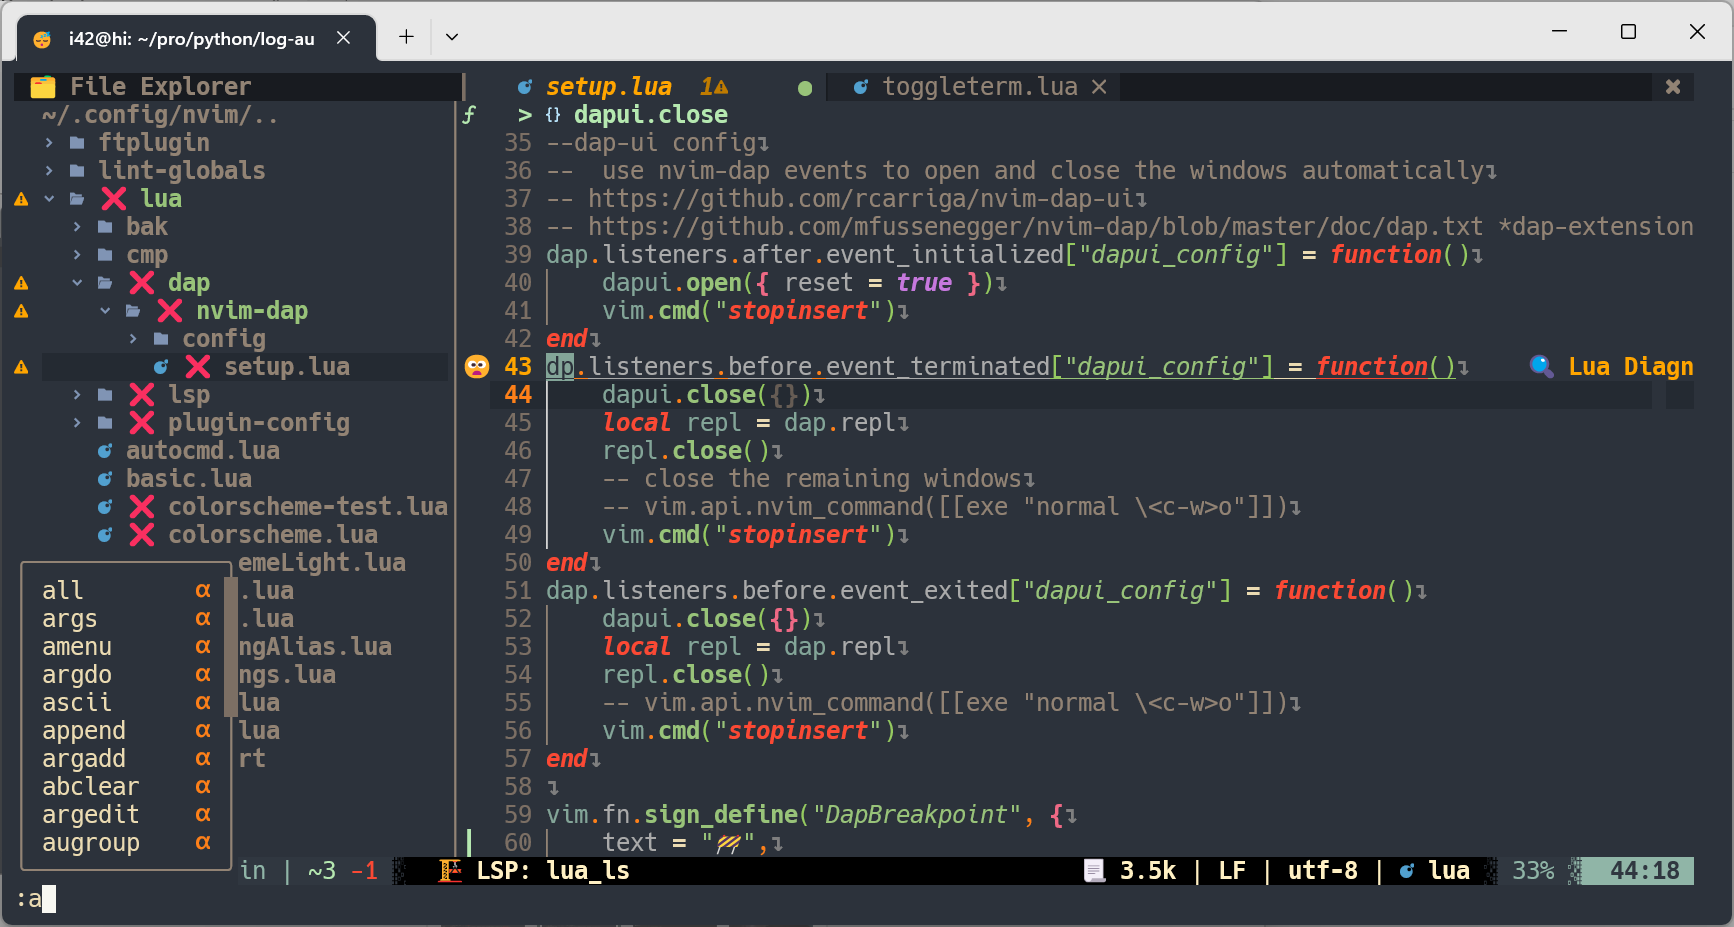 i42@hi: ~/pro/python/log-au
File Explorer
~/.config/nvim/..
ftplugin
lint-globals
lua
bak
cmp
dap
nvim-dap
config
setup.lua
lsp
plugin-config
autocmd.lua
basic.lua
colorscheme-test.lua
colorscheme.lua
emeLight.lua
.lua
.lua
ngAlias.lua
ngs.lua
lua
lua
rt
all α
args α
amenu α
argdo α
ascii α
append α
argadd α
abclear α
argedit α
augroup α
setup.lua 1
toggleterm.lua
ƒ > {} dapui.close
35 --dap-ui config↴
36 --  use nvim-dap events to open and close the windows automatically↴
37 -- https://github.com/rcarriga/nvim-dap-ui↴
38 -- https://github.com/mfussenegger/nvim-dap/blob/master/doc/dap.txt *dap-extension
39 dap.listeners.after.event_initialized["dapui_config"] = function()↴
40     dapui.open({ reset = true })↴
41     vim.cmd("stopinsert")↴
42 end↴
43 dp.listeners.before.event_terminated["dapui_config"] = function()↴ Lua Diagn
44     dapui.close({})↴
45     local repl = dap.repl↴
46     repl.close()↴
47     -- close the remaining windows↴
48     -- vim.api.nvim_command([[exe "normal \<c-w>o"]])↴
49     vim.cmd("stopinsert")↴
50 end↴
51 dap.listeners.before.event_exited["dapui_config"] = function()↴
52     dapui.close({})↴
53     local repl = dap.repl↴
54     repl.close()↴
55     -- vim.api.nvim_command([[exe "normal \<c-w>o"]])↴
56     vim.cmd("stopinsert")↴
57 end↴
58 ↴
59 vim.fn.sign_define("DapBreakpoint", {↴
60     text = "🚧",↴
in | ~3 -1 LSP: lua_ls 3.5k | LF | utf-8 | lua 33% 44:18
:a